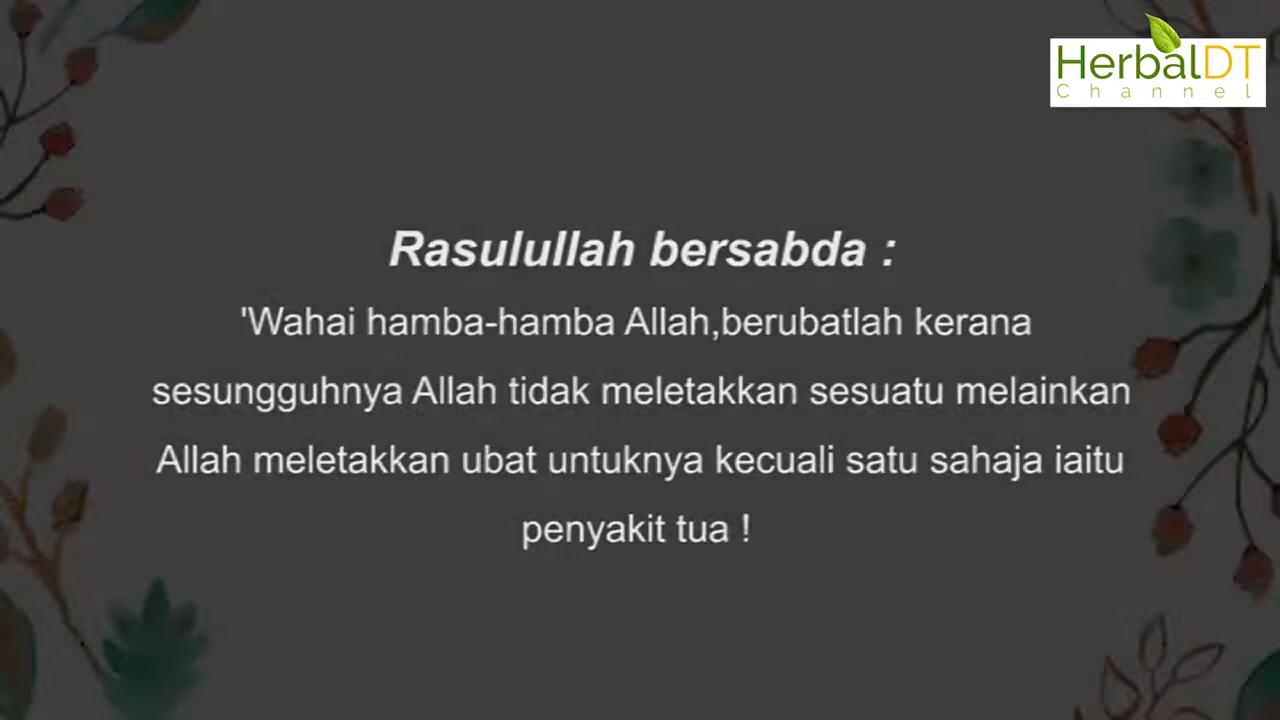 HerbalDT
Channel
Rasulullah bersabda :
'Wahai hamba-hamba Allah,berubatlah kerana
sesungguhnya Allah tidak meletakkan sesuatu melainkan
Allah meletakkan ubat untuknya kecuali satu sahaja iaitu
penyakit tua !